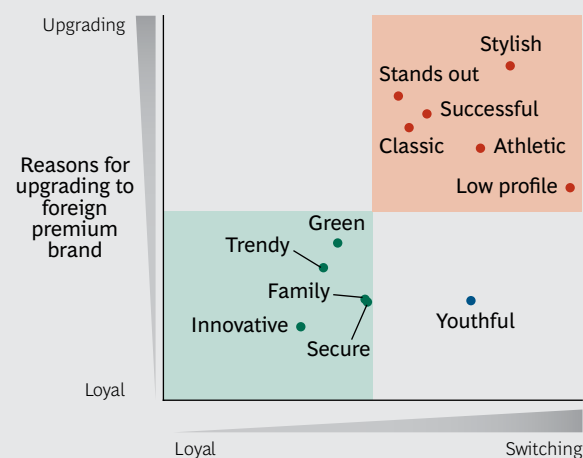 Upgrading
Stylish
Stands out
Successful
Classic
Athletic
Low profile
Reasons for
upgrading to
foreign
premium
brand
Green
Trendy
Family
Innovative
Youthful
Secure
Loyal
Loyal
Switching